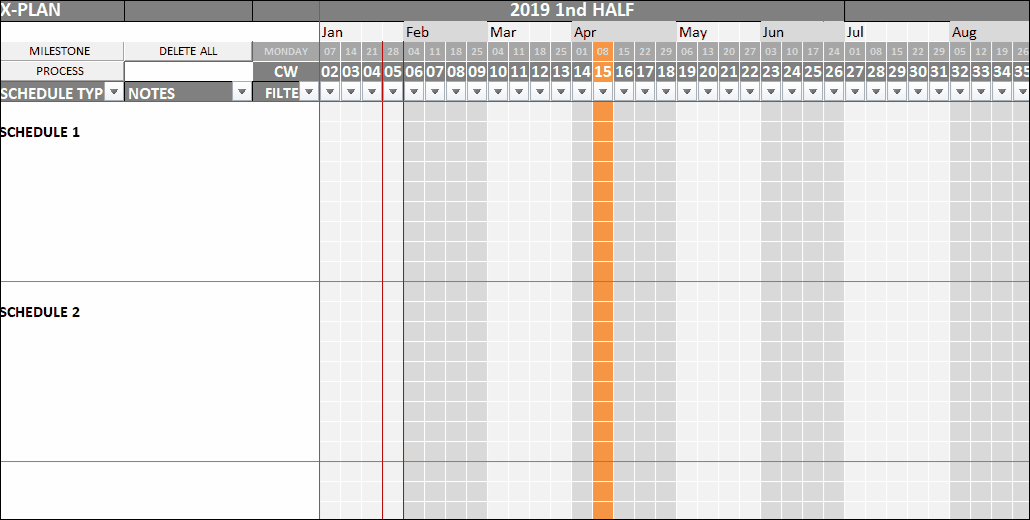 X-PLAN 2019 1nd HALF
Jan Feb Mar Apr May Jun Jul Aug
MILESTONE DELETE ALL MONDAY 07 14 21 28 04 11 18 25 04 11 18 25 01 08 15 22 29 06 13 20 27 03 10 17 24 01 08 15 22 29 05 12 19 26
PROCESS CW 02 03 04 05 06 07 08 09 10 11 12 13 14 15 16 17 18 19 20 21 22 23 24 25 26 27 28 29 30 31 32 33 34 35
SCHEDULE TYP NOTES FILTE
SCHEDULE 1
SCHEDULE 2